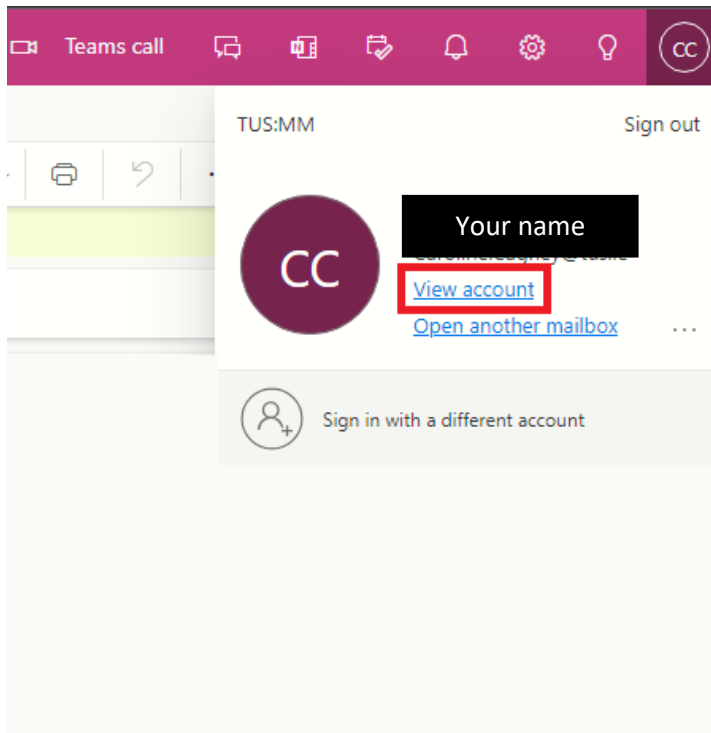 Teams call
CC
TUS:MM
Sign out
CC
Your name
View account
Open another mailbox
...
Sign in with a different account